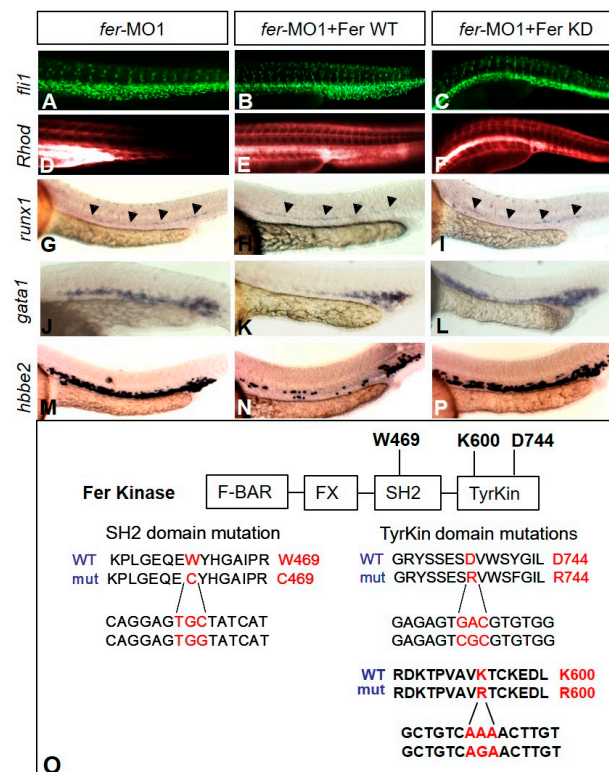 fer-MO1 fer-MO1+Fer WT fer-MO1+Fer KD
fli1 A B C
Rhod D E F
runx1 G H I
gata1 J K L
hbbe2 M N P
W469 K600 D744
Fer Kinase F-BAR FX SH2 TyrKin
SH2 domain mutation
WT KPLGEQEWYHGAIPR W469
mut KPLGEQECYHGAIPR C469
CAGGAGTGCTATCAT
CAGGAGTGGTATCAT
TyrKin domain mutations
WT GRYSSESDVWSYGIL D744
mut GRYSSESRVWSFGIL R744
GAGAGTGACGTGTGG
GAGAGTCGCGTGTGG
WT RDKTPVAVKTCKEDL K600
mut RDKTPVAVRTCKEDL R600
GCTGTCAAAACTTGT
GCTGTCAGAACTTGT
O